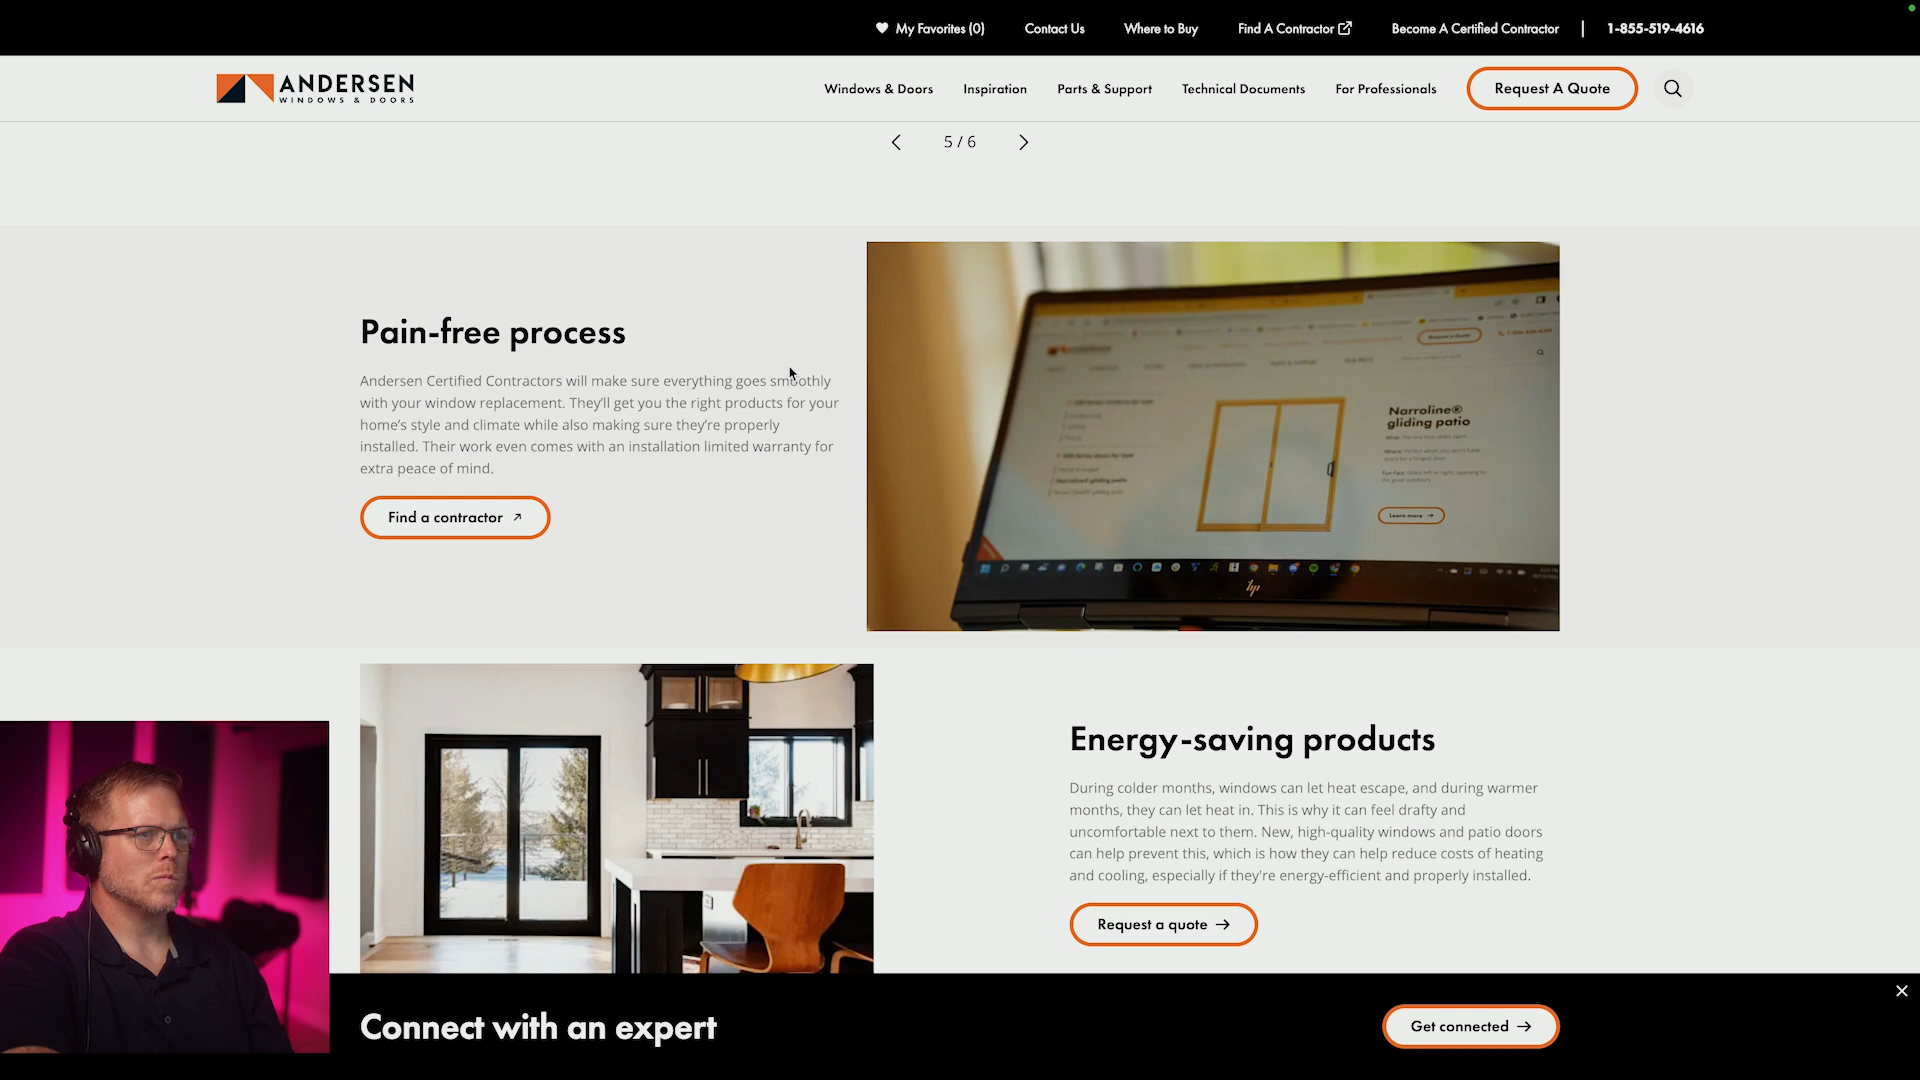 My Favorites (0)
Contact Us
Where to Buy
Find A Contractor
Become A Certified Contractor
1-855-519-4616
ANDERSEN
WINDOWS & DOORS
Windows & Doors
Inspiration
Parts & Support
Technical Documents
For Professionals
Request A Quote
5 / 6
Pain-free process
Andersen Certified Contractors will make sure everything goes smoothly
with your window replacement. They’ll get you the right products for your
home’s style and climate while also making sure they’re properly
installed. Their work even comes with an installation limited warranty for
extra peace of mind.
Find a contractor
Narroline®
gliding patio
Learn more
hp
Energy-saving products
During colder months, windows can let heat escape, and during warmer
months, they can let heat in. This is why it can feel drafty and
uncomfortable next to them. New, high-quality windows and patio doors
can help prevent this, which is how they can help reduce costs of heating
and cooling, especially if they're energy-efficient and properly installed.
Request a quote
Connect with an expert
Get connected